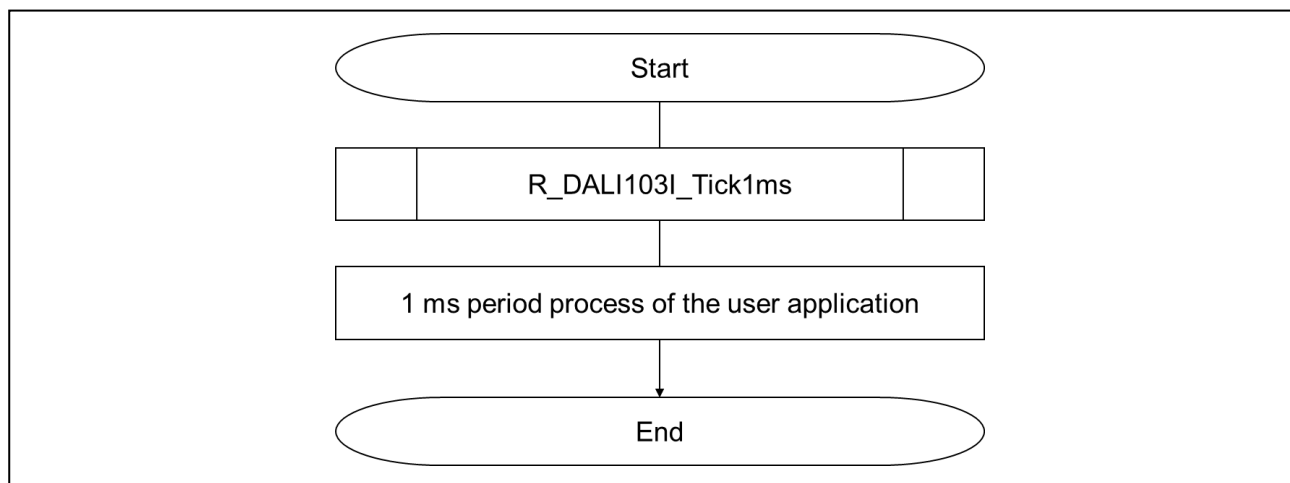 Start
R_DALI103I_Tick1ms
1 ms period process of the user application
End